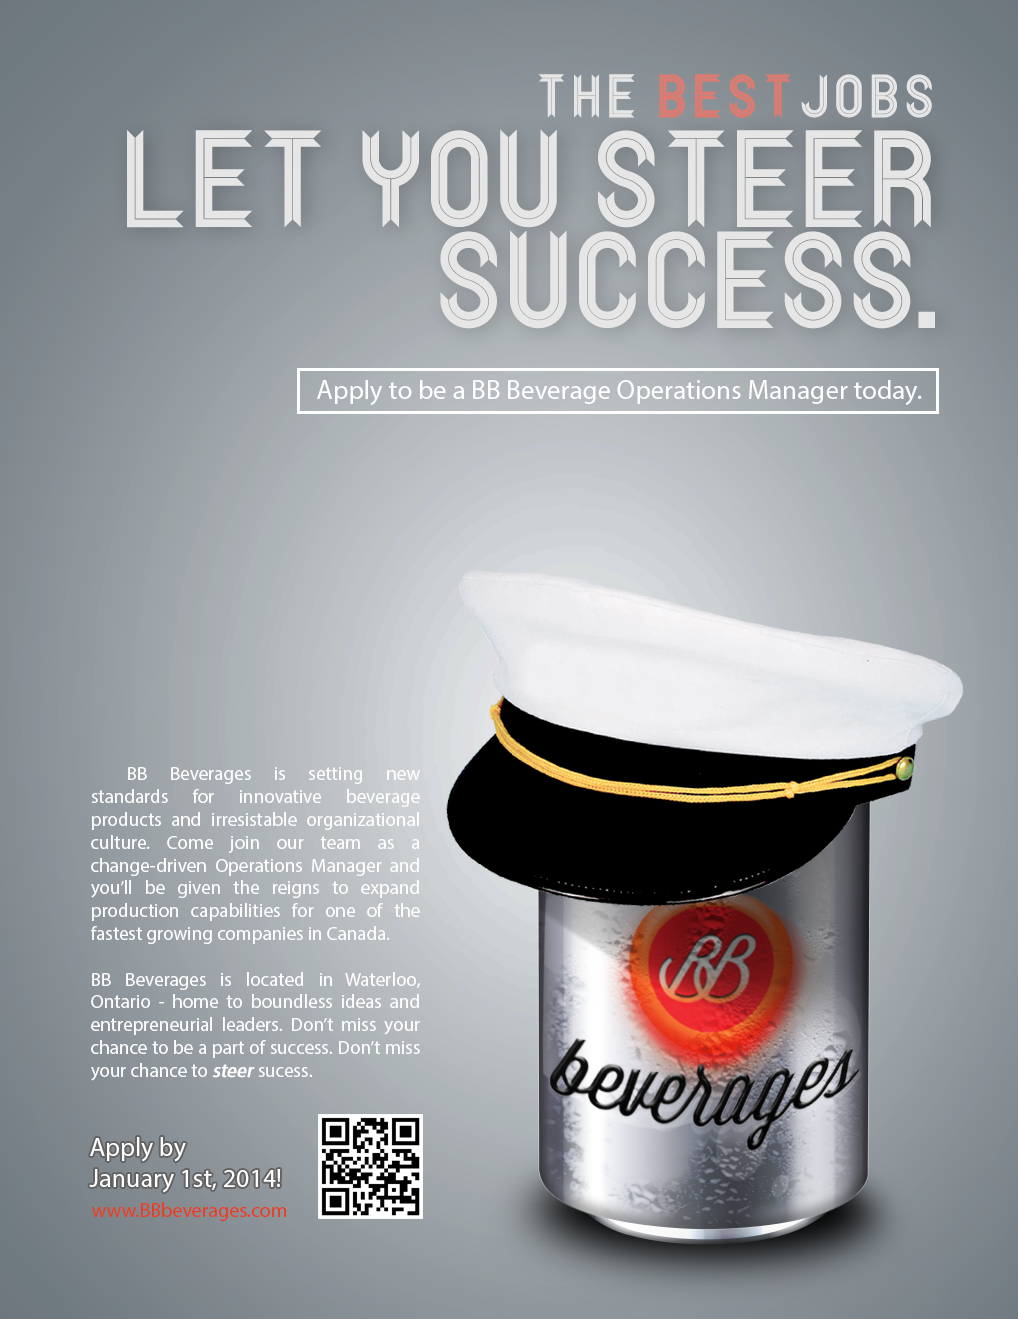 THE BEST JOBS
LET YOU STEER
SUCCESS.
Apply to be a BB Beverage Operations Manager today.
BB Beverages is setting new
standards for innovative beverage
products and irresistable organizational
culture. Come join our team as a
change-driven Operations Manager and
you'll be given the reigns to expand
production capabilities for one of the
fastest growing companies in Canada.
BB Beverages is located in Waterloo,
Ontario - home to boundless ideas and
entrepreneurial leaders. Don't miss your
chance to be a part of success. Don't miss
your chance to steer sucess.
Apply by
January 1st, 2014!
www.BBbeverages.com
BB
beverages